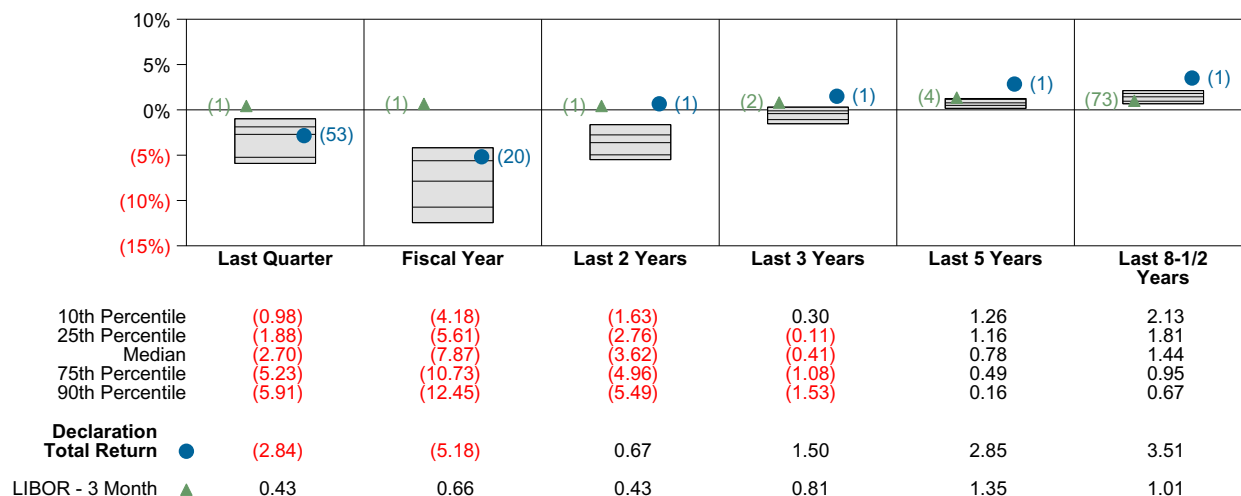 10%
5%
0%
(5%)
(10%)
(15%)
(1) (53) (1) (20) (1) (1) (2) (1) (4) (1) (73) (1)
Last Quarter Fiscal Year Last 2 Years Last 3 Years Last 5 Years Last 8-1/2
Years
10th Percentile (0.98) (4.18) (1.63) 0.30 1.26 2.13
25th Percentile (1.88) (5.61) (2.76) (0.11) 1.16 1.81
Median (2.70) (7.87) (3.62) (0.41) 0.78 1.44
75th Percentile (5.23) (10.73) (4.96) (1.08) 0.49 0.95
90th Percentile (5.91) (12.45) (5.49) (1.53) 0.16 0.67
Declaration
Total Return (2.84) (5.18) 0.67 1.50 2.85 3.51
LIBOR - 3 Month 0.43 0.66 0.43 0.81 1.35 1.01